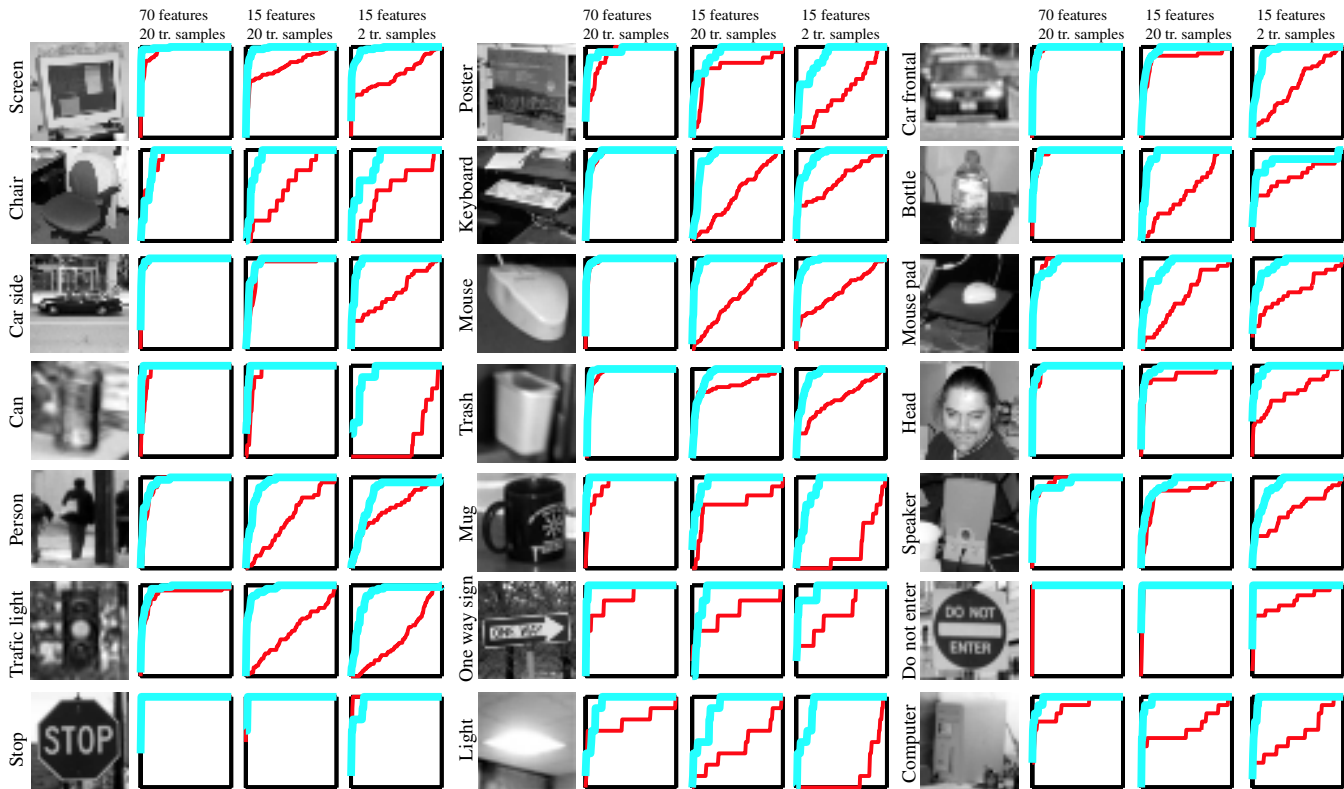 70 features 15 features 15 features
20 tr. samples 20 tr. samples 2 tr. samples
70 features 15 features 15 features
20 tr. samples 20 tr. samples 2 tr. samples
70 features 15 features 15 features
20 tr. samples 20 tr. samples 2 tr. samples
Screen
Poster
Car frontal
Chair
Keyboard
Bottle
Car side
Mouse
Mouse pad
Can
Trash
Head
Person
Mug
Speaker
Trafic light
One way sign
ONE WAY
Do not enter
DO NOT
ENTER
Stop
STOP
Light
Computer